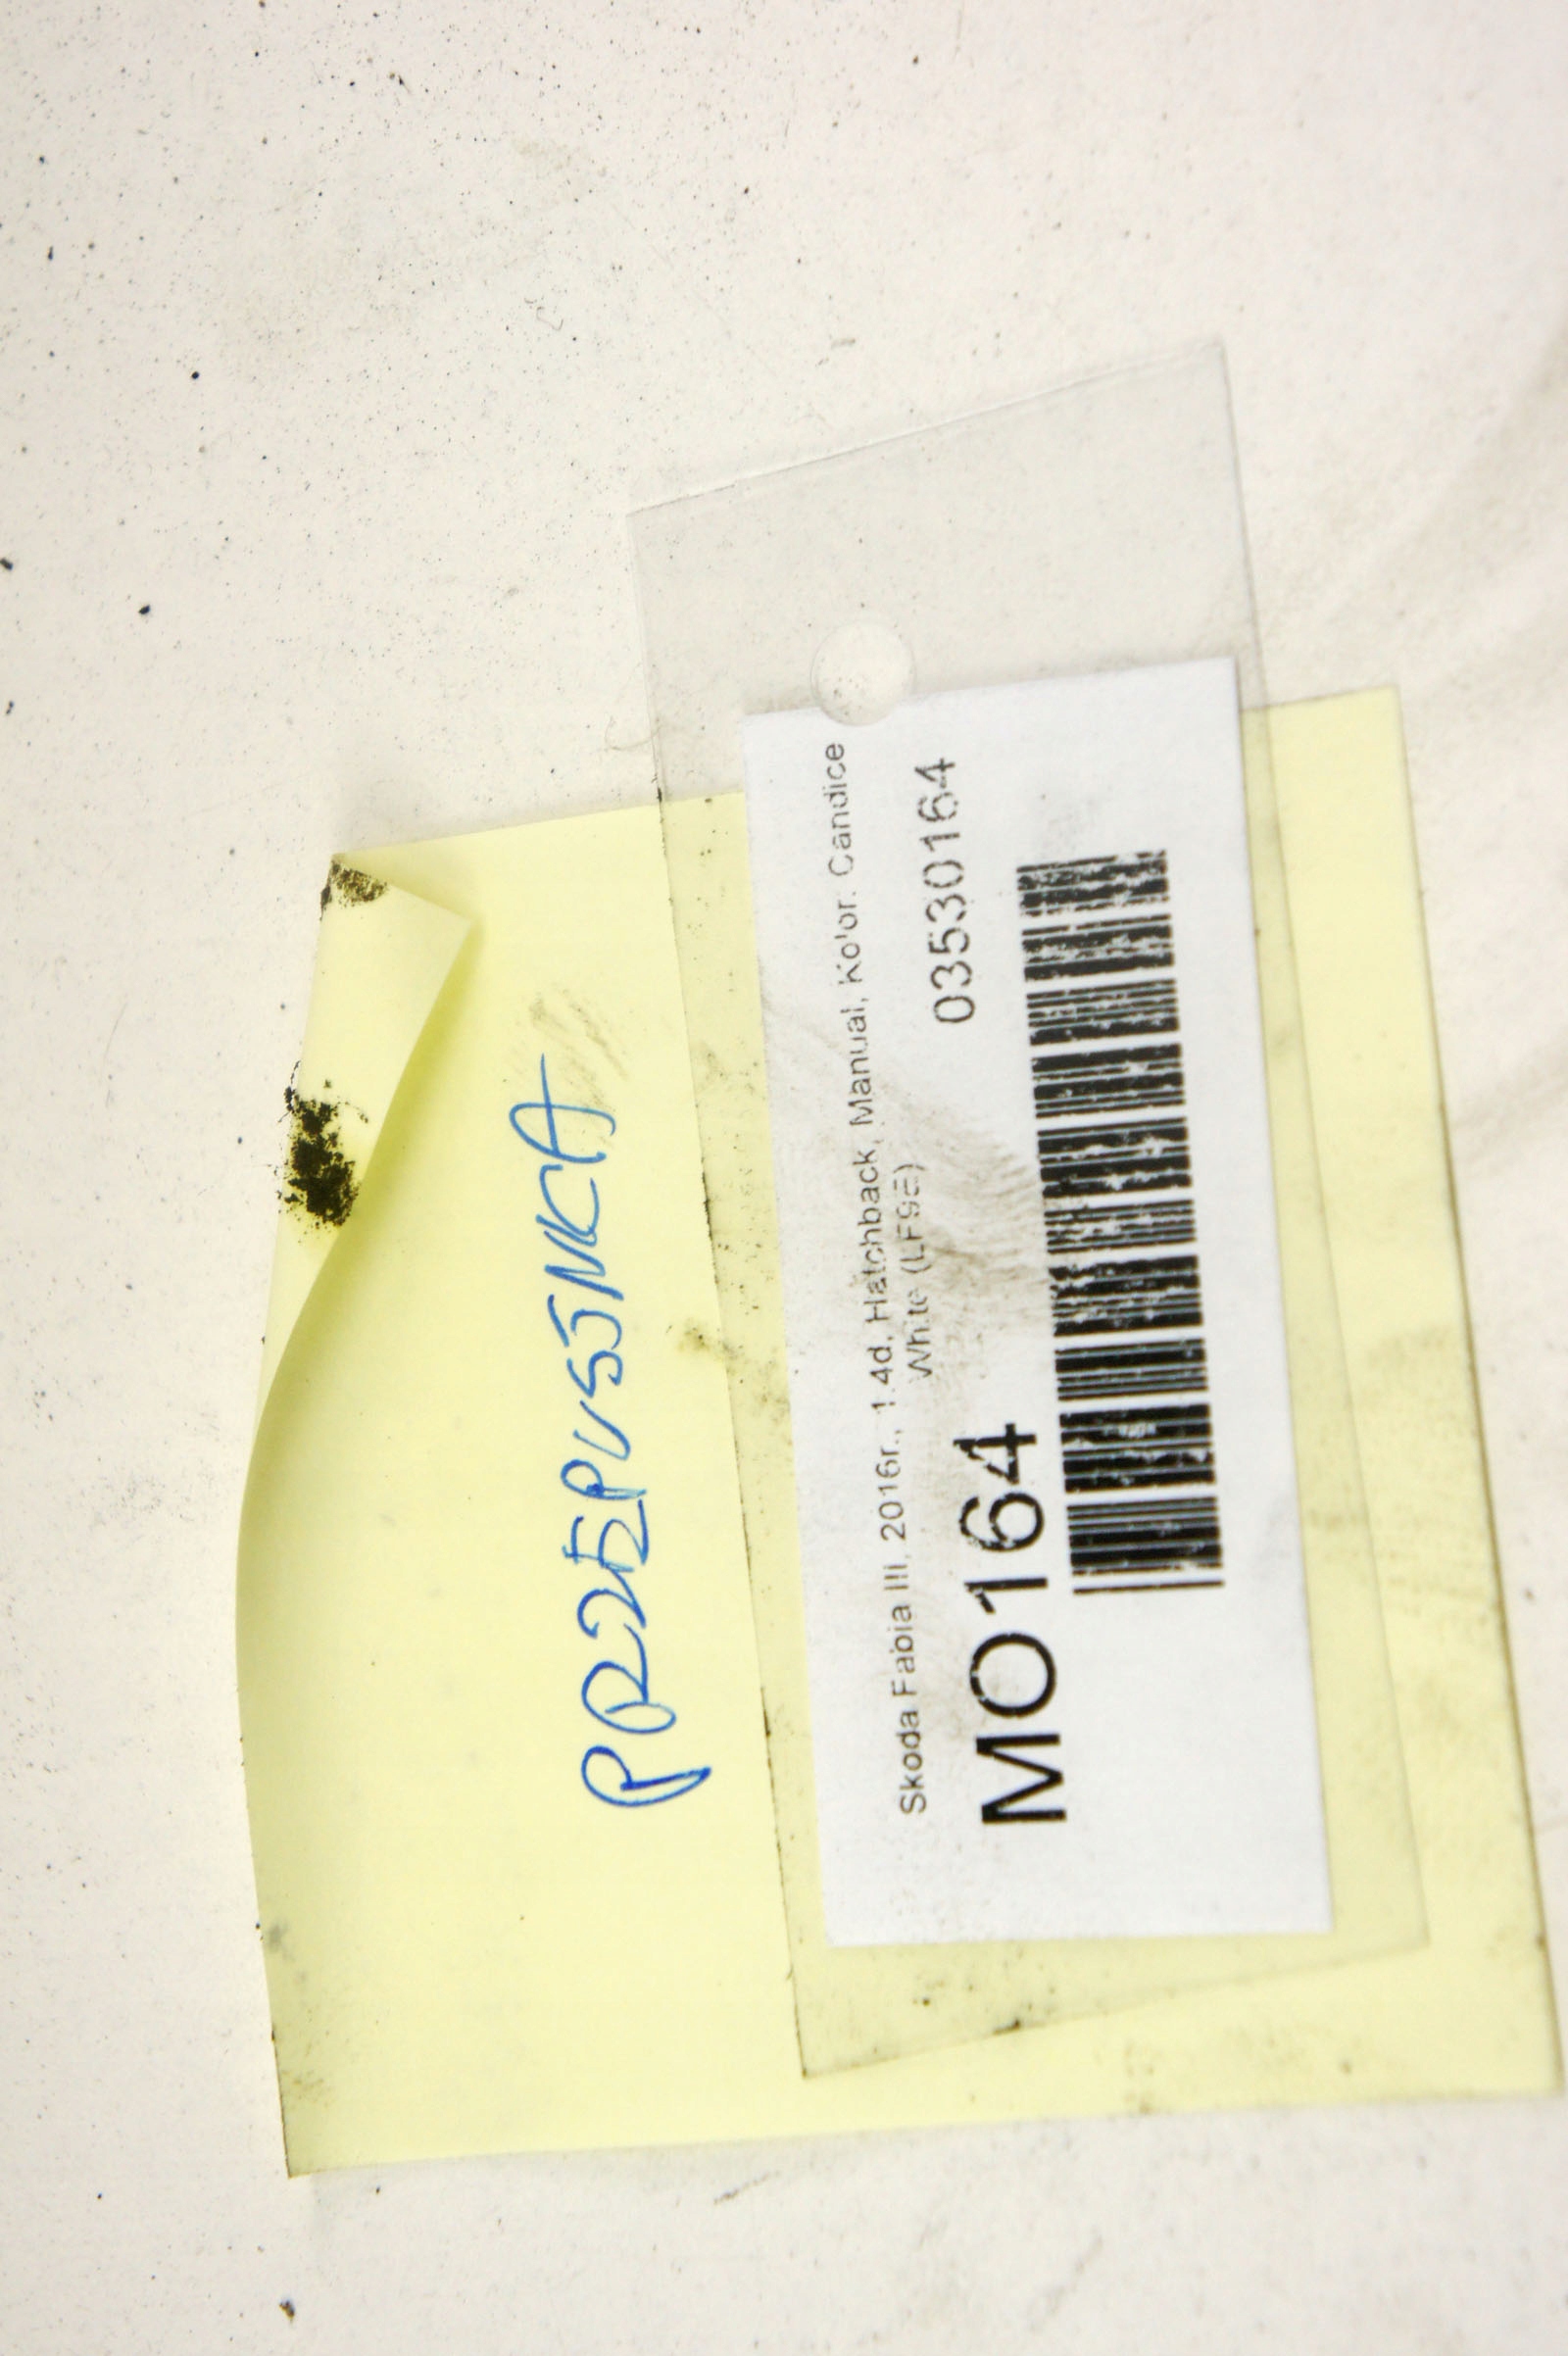 PRZEPUSTNICA
Skoda Fabia III, 2016r., 1.4d, Hatchback, Manual, Kolor: Candice
White (LF9E)
MO164
03530164